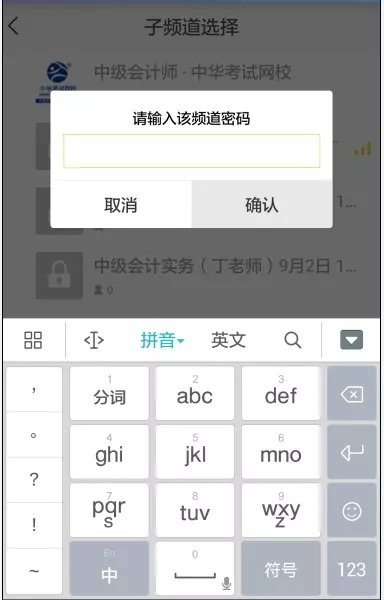 子频道选择
中级会计师 - 中华考试网校
请输入该频道密码
取消 确认
1...
中级会计实务（丁老师）9月2日 1...
0
拼音 英文
， 1 分词 2 abc 3 def
。 4 ghi 5 jkl 6 mno
? 7 pqrs 8 tuv 9 wxyz
! En 中 0 符号 123
~